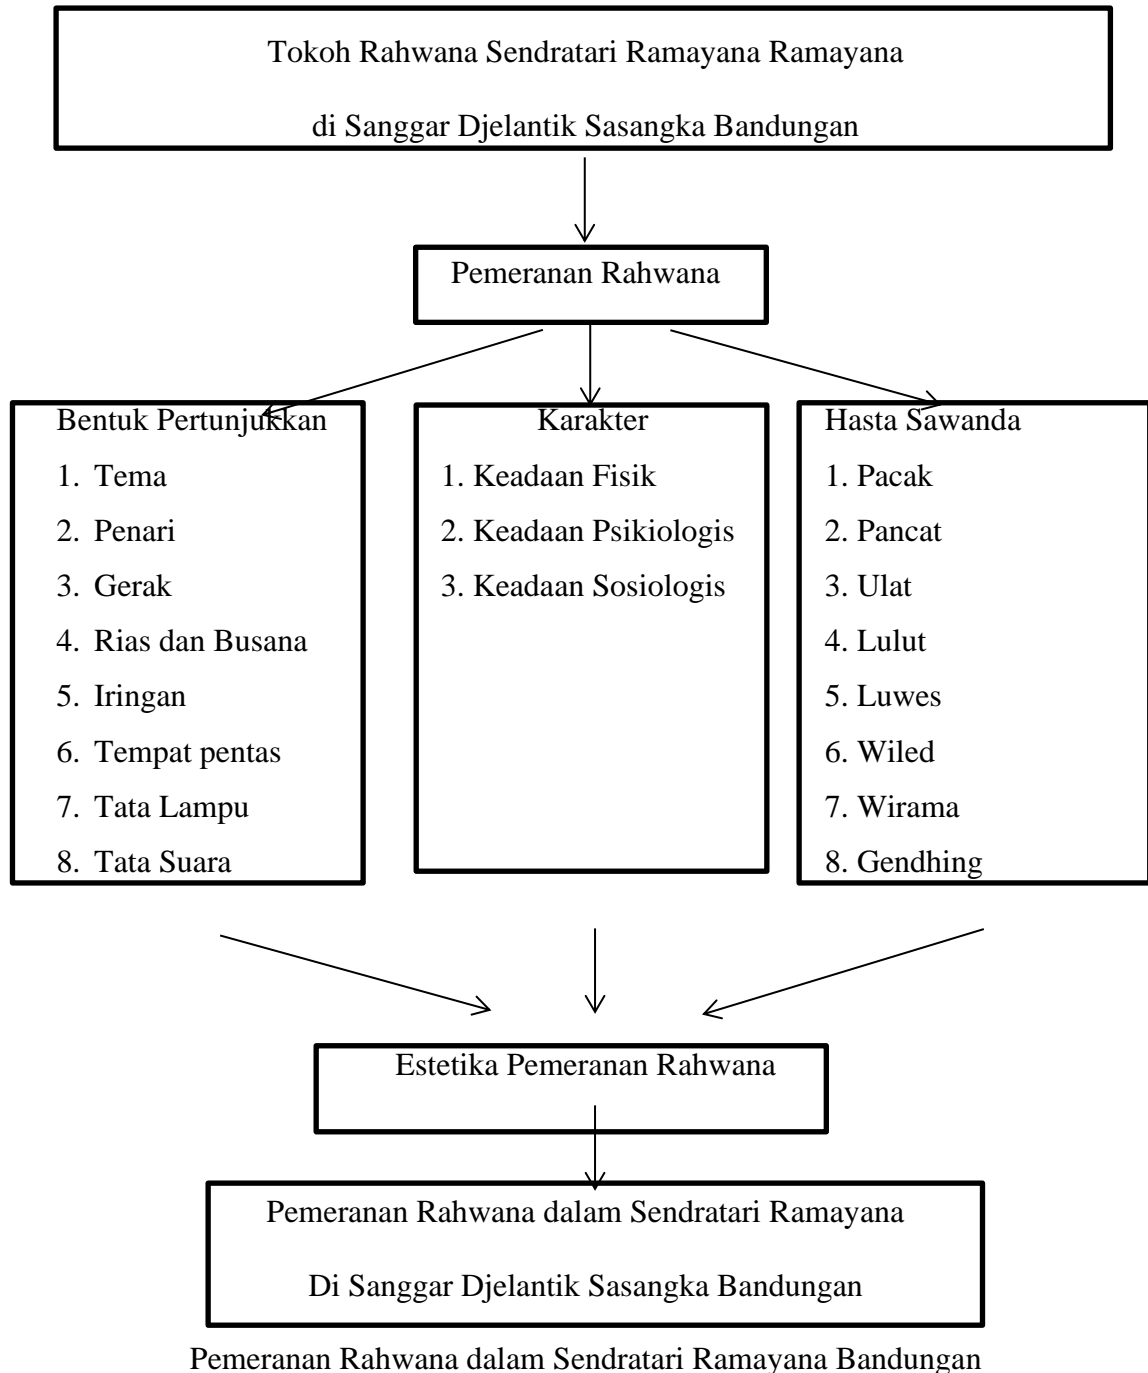 Tokoh Rahwana Sendratari Ramayana Ramayana
di Sanggar Djelantik Sasangka Bandungan
Pemeranan Rahwana
Bentuk Pertunjukkan
1. Tema
2. Penari
3. Gerak
4. Rias dan Busana
5. Iringan
6. Tempat pentas
7. Tata Lampu
8. Tata Suara
Karakter
1. Keadaan Fisik
2. Keadaan Psikiologis
3. Keadaan Sosiologis
Hasta Sawanda
1. Pacak
2. Pancat
3. Ulat
4. Lulut
5. Luwes
6. Wiled
7. Wirama
8. Gendhing
Estetika Pemeranan Rahwana
Pemeranan Rahwana dalam Sendratari Ramayana
Di Sanggar Djelantik Sasangka Bandungan
Pemeranan Rahwana dalam Sendratari Ramayana Bandungan